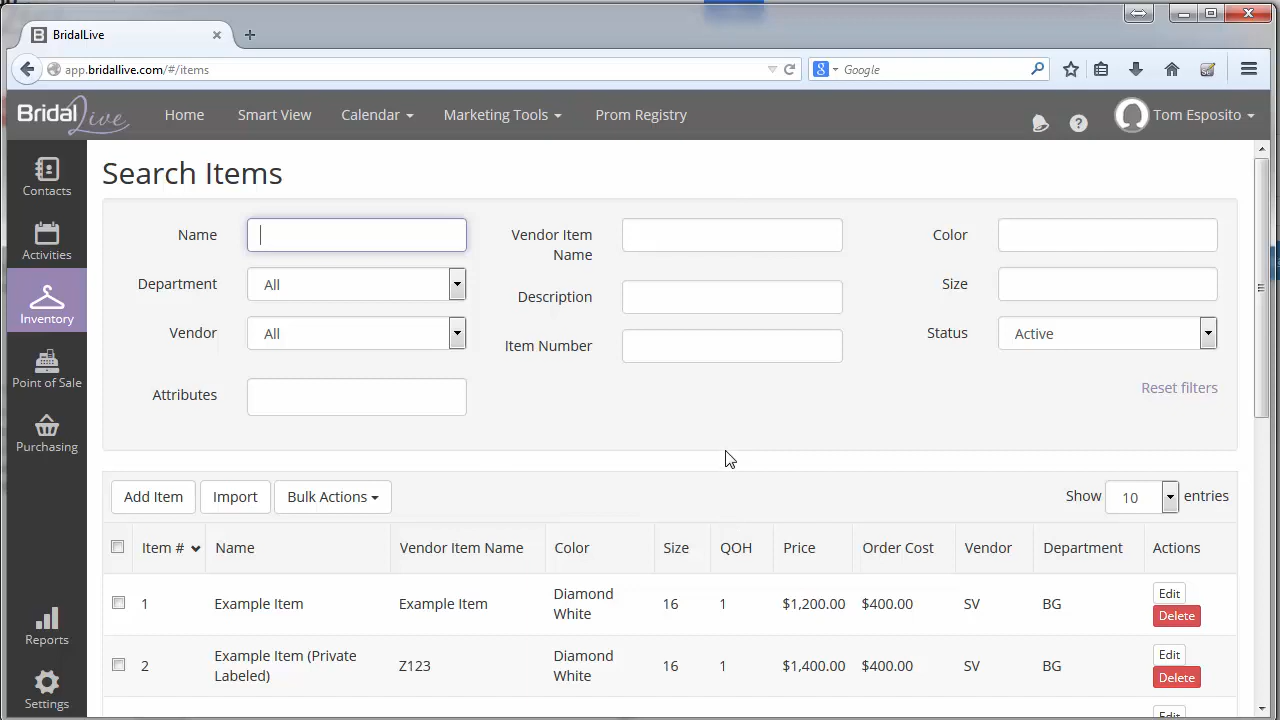 BridalLive
app.bridallive.com/#/items
Google
BridalLive
Home
Smart View
Calendar
Marketing Tools
Prom Registry
Tom Esposito
Contacts
Activities
Inventory
Point of Sale
Purchasing
Reports
Settings
Search Items
Name
Vendor Item
Name
Color
Department
All
Description
Size
Vendor
All
Item Number
Status
Active
Attributes
Reset filters
Add Item
Import
Bulk Actions
Show
10
entries
Item # Name Vendor Item Name Color Size QOH Price Order Cost Vendor Department Actions
1 Example Item Example Item Diamond White 16 1 $1,200.00 $400.00 SV BG Edit Delete
2 Example Item (Private Labeled) Z123 Diamond White 16 1 $1,400.00 $400.00 SV BG Edit Delete
Edit